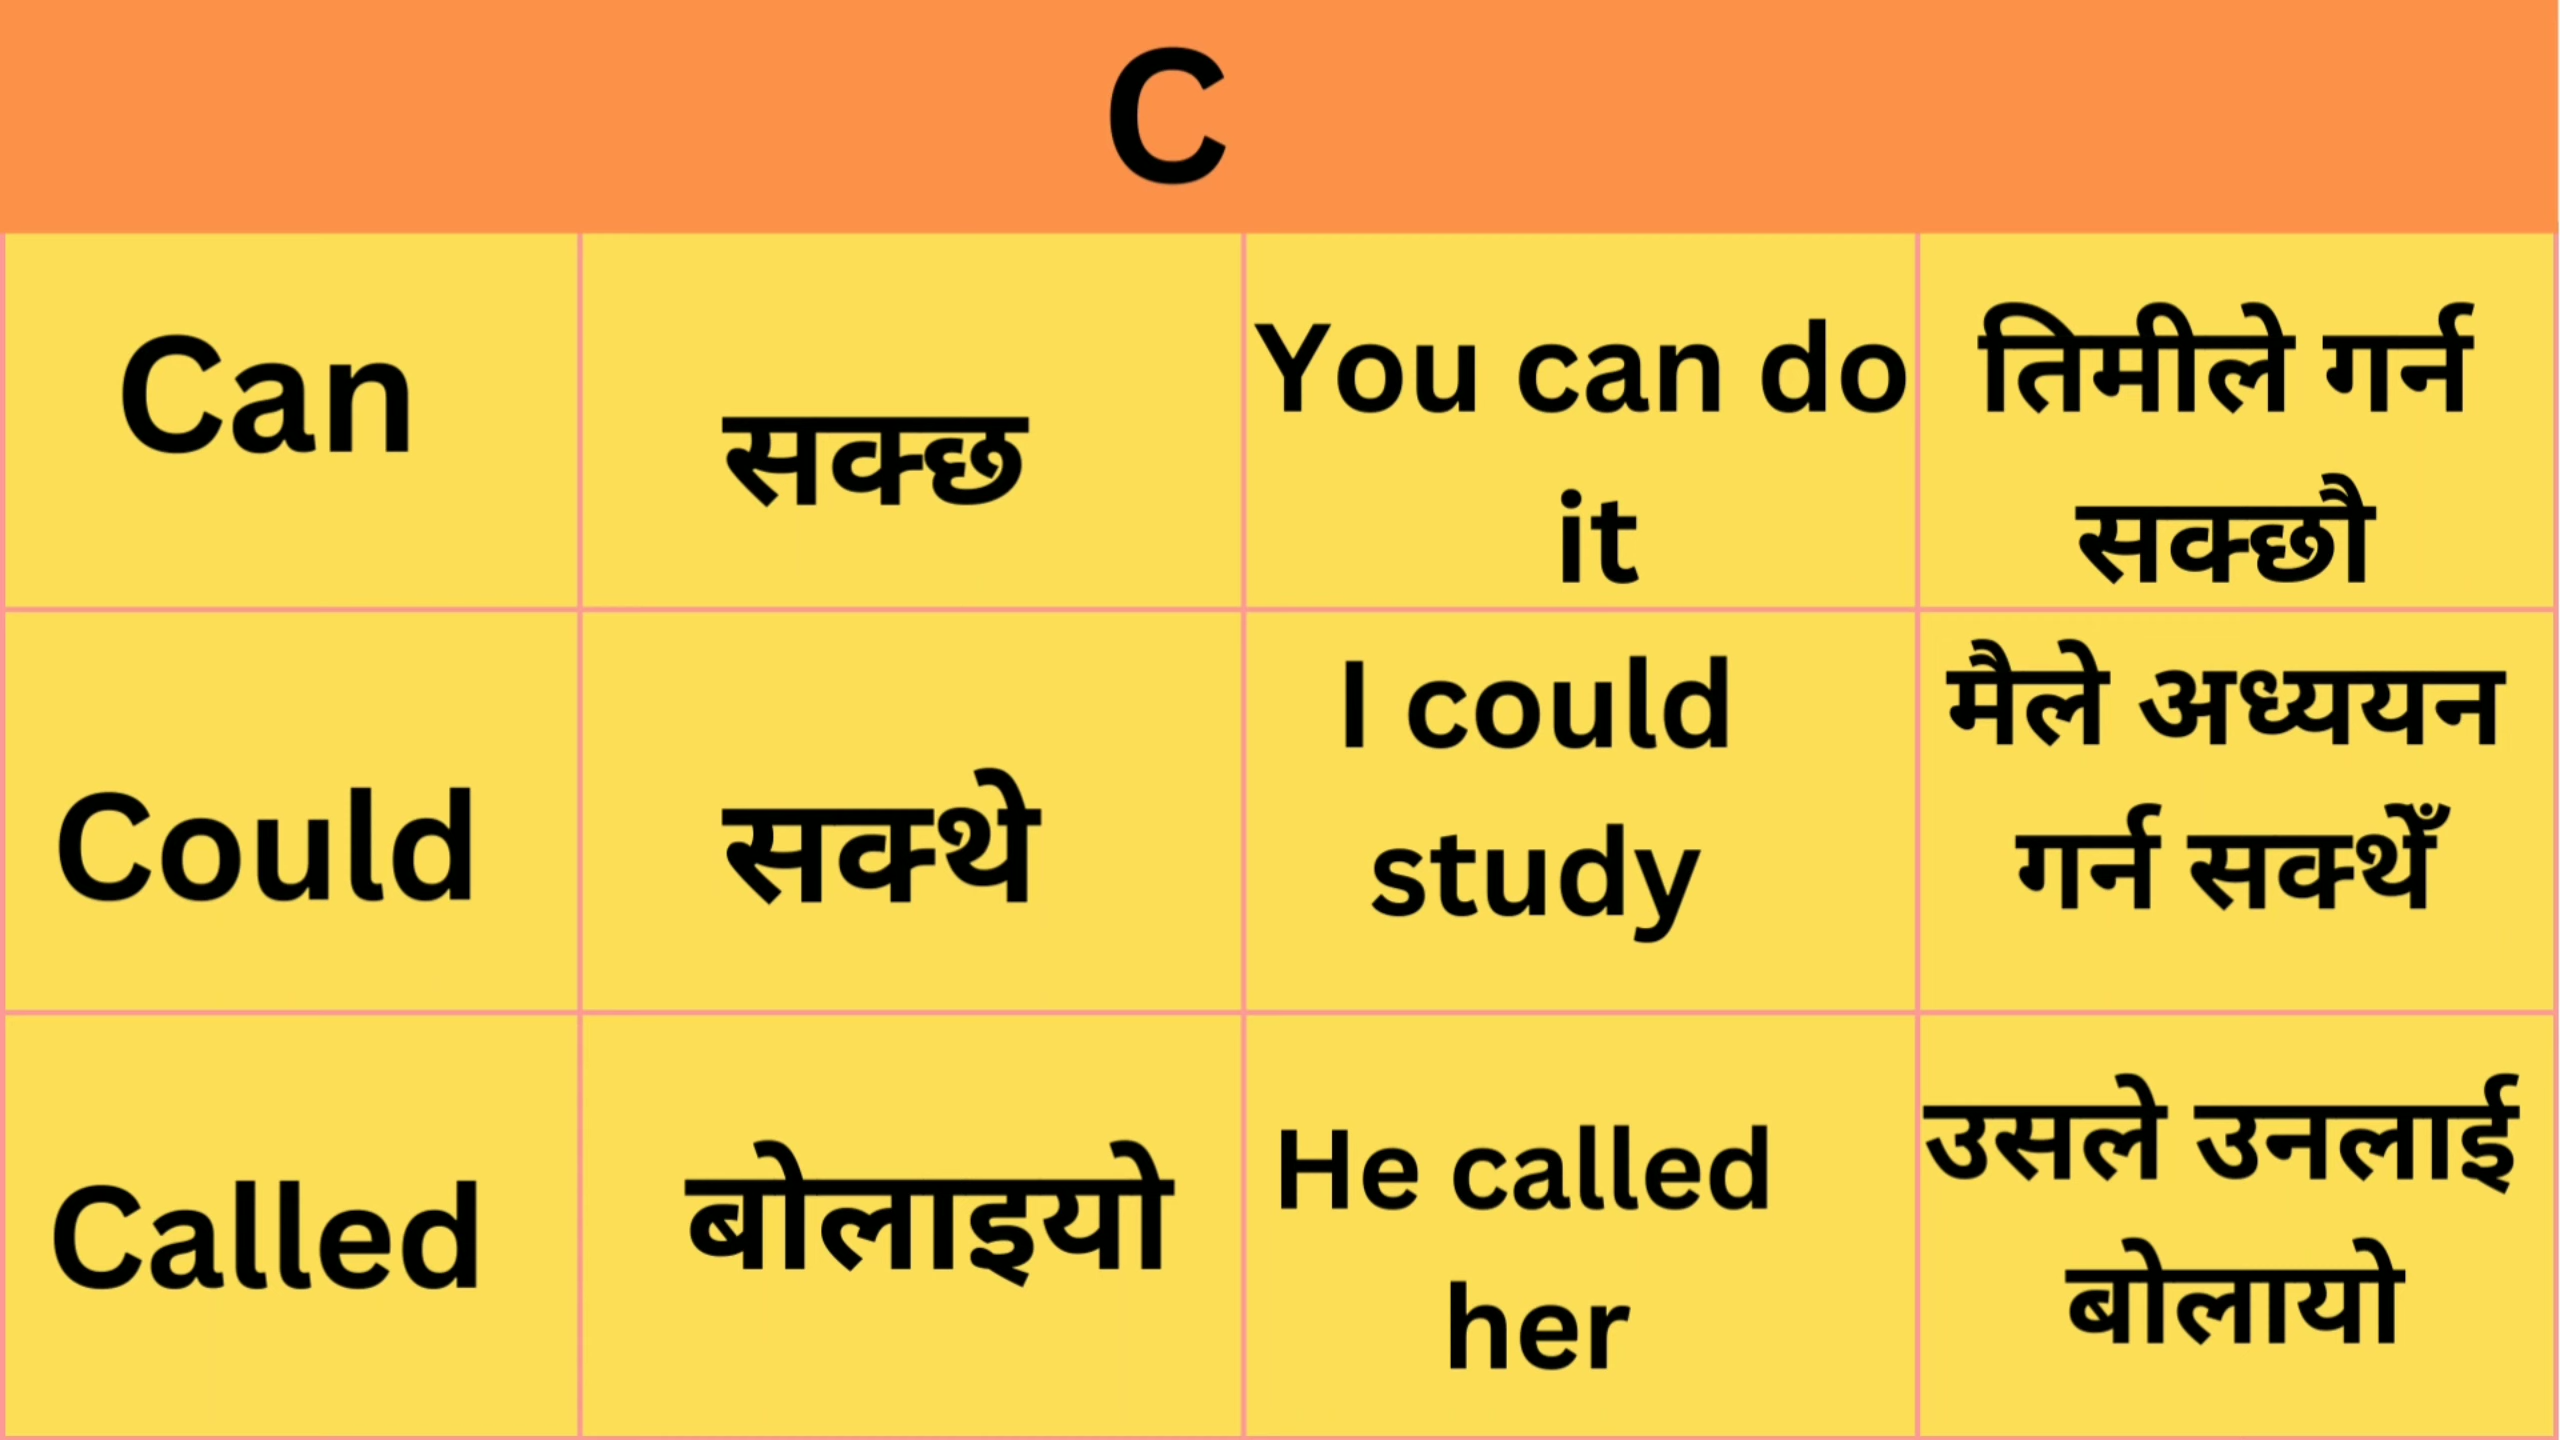 C
Can
सक्छ
You can do
it
तिमीले गर्न
सक्छौ
Could
सक्थे
I could
study
मैले अध्ययन
गर्न सक्थेँ
Called
बोलाइयो
He called
her
उसले उनलाई
बोलायो